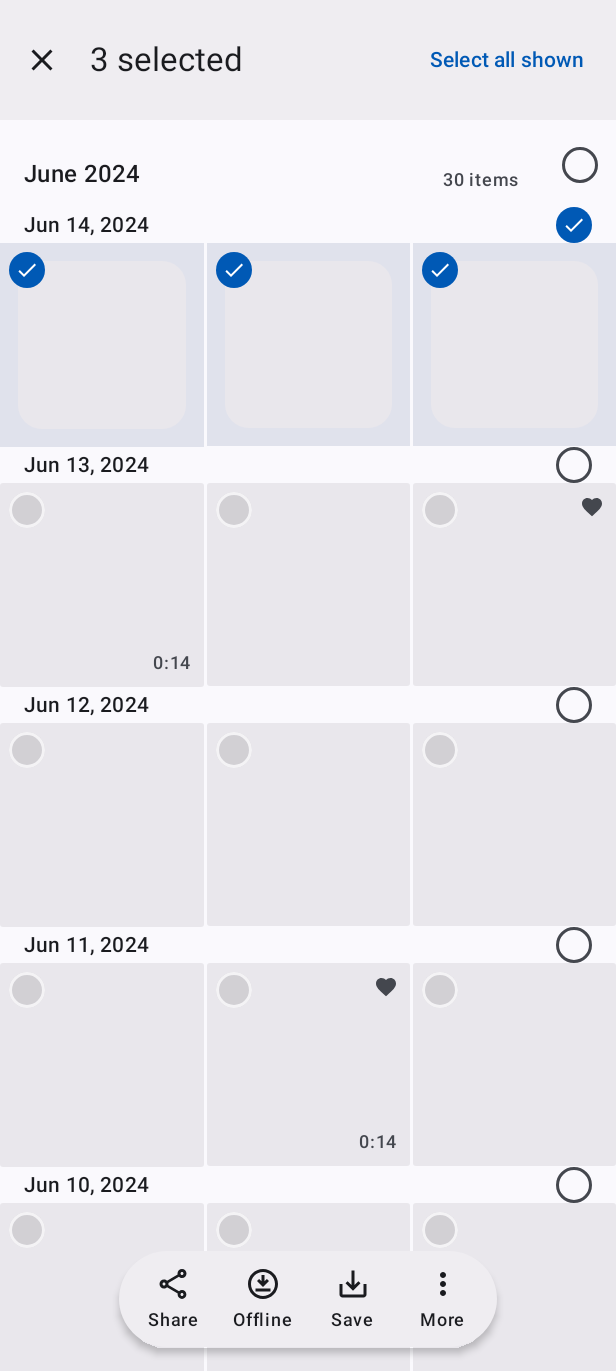 3 selected
Select all shown
June 2024
30 items
Jun 14, 2024
Jun 13, 2024
0:14
Jun 12, 2024
Jun 11, 2024
0:14
Jun 10, 2024
Share
Offline
Save
More